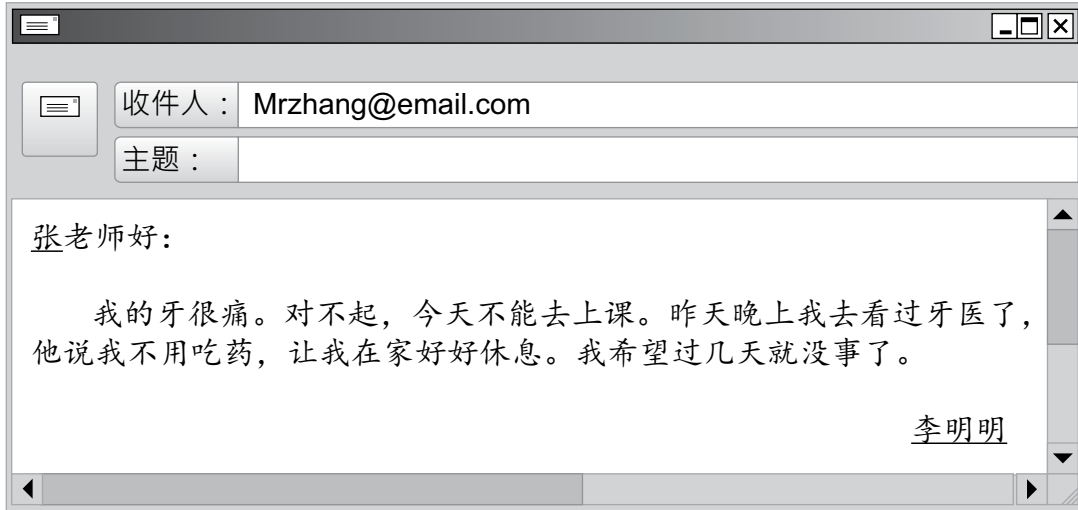 收件人： Mrzhang@email.com
主题：
张老师好：
我的牙很痛。对不起，今天不能去上课。昨天晚上我去看过牙医了，
他说我不用吃药，让我在家好好休息。我希望过几天就没事了。
李明明